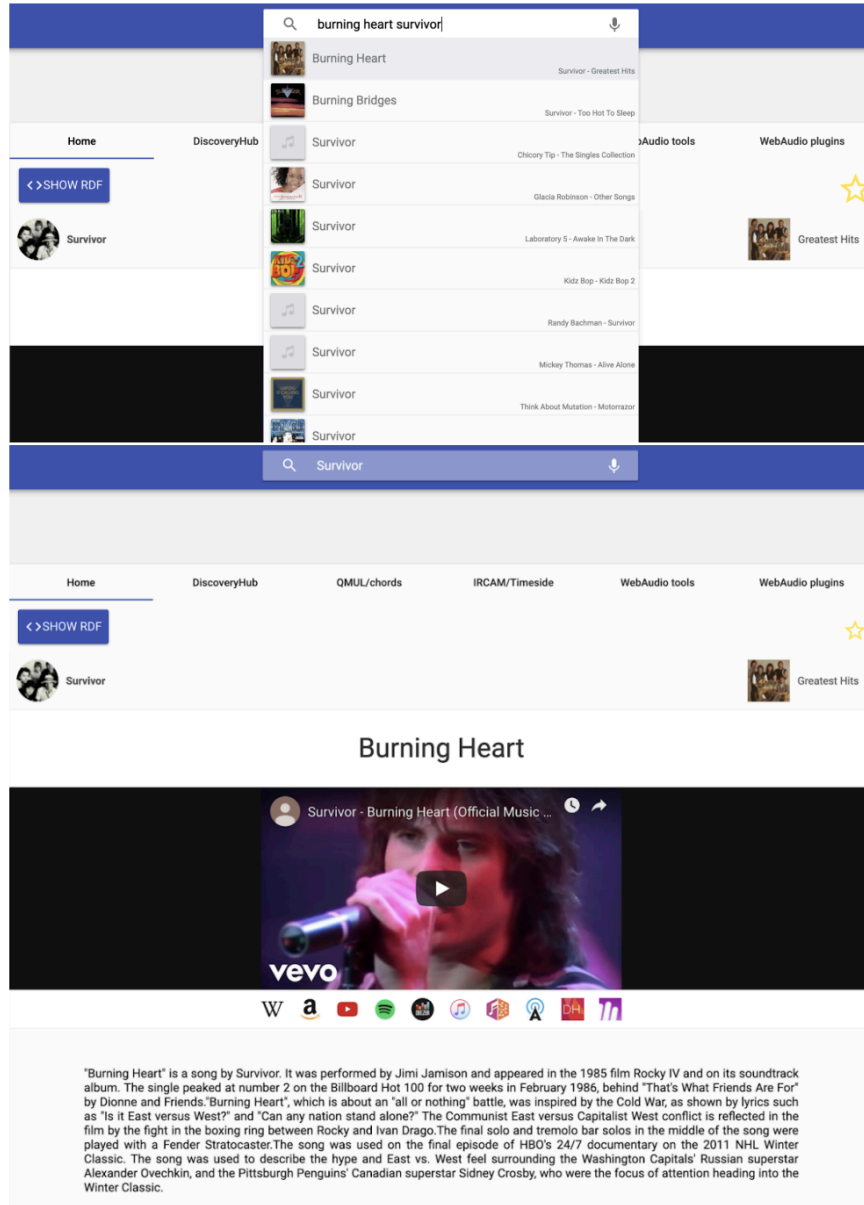 burning heart survivor
Burning Heart
Survivor - Greatest Hits
Burning Bridges
Survivor - Too Hot To Sleep
Home
DiscoveryHub
Survivor
Chicory Tip - The Singles Collection
bAudio tools
WebAudio plugins
< >SHOW RDF
Survivor
Glacia Robinson - Other Songs
Survivor
Survivor
Laboratory 5 - Awake In The Dark
Greatest Hits
Survivor
Kidz Bop - Kidz Bop 2
Survivor
Randy Bachman - Survivor
Survivor
Mickey Thomas - Alive Alone
Survivor
Think About Mutation - Motorrazor
Survivor
Survivor
Home
DiscoveryHub
QMUL/chords
IRCAM/Timeside
WebAudio tools
WebAudio plugins
< >SHOW RDF
Survivor
Greatest Hits
Burning Heart
Survivor - Burning Heart (Official Music ...
vevo
W a DH
"Burning Heart" is a song by Survivor. It was performed by Jimi Jamison and appeared in the 1985 film Rocky IV and on its soundtrack
album. The single peaked at number 2 on the Billboard Hot 100 for two weeks in February 1986, behind "That's What Friends Are For"
by Dionne and Friends."Burning Heart", which is about an "all or nothing" battle, was inspired by the Cold War, as shown by lyrics such
as "Is it East versus West?" and "Can any nation stand alone?" The Communist East versus Capitalist West conflict is reflected in the
film by the fight in the boxing ring between Rocky and Ivan Drago.The final solo and tremolo bar solos in the middle of the song were
played with a Fender Stratocaster.The song was used on the final episode of HBO's 24/7 documentary on the 2011 NHL Winter
Classic. The song was used to describe the hype and East vs. West feel surrounding the Washington Capitals' Russian superstar
Alexander Ovechkin, and the Pittsburgh Penguins' Canadian superstar Sidney Crosby, who were the focus of attention heading into the
Winter Classic.